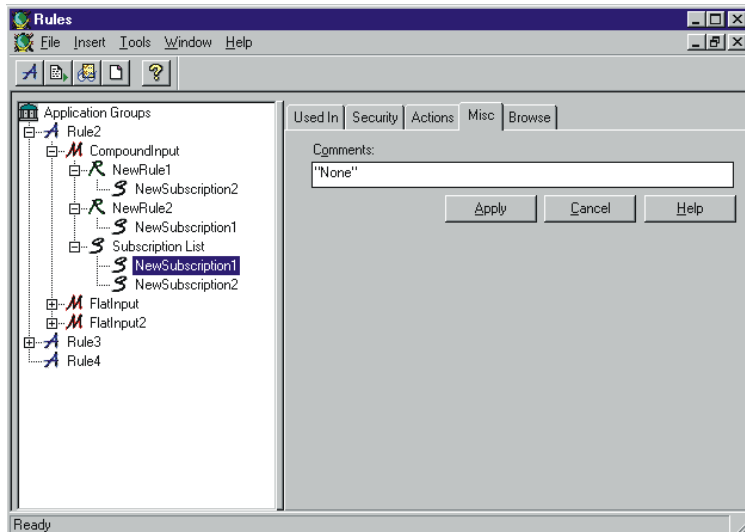 Rules
File Insert Tools Window Help
Application Groups
A Rule2
M CompoundInput
R NewRule1
S NewSubscription2
R NewRule2
S NewSubscription1
S Subscription List
S NewSubscription1
S NewSubscription2
M FlatInput
M FlatInput2
A Rule3
A Rule4
Used In Security Actions Misc Browse
Comments:
"None"
Apply Cancel Help
Ready